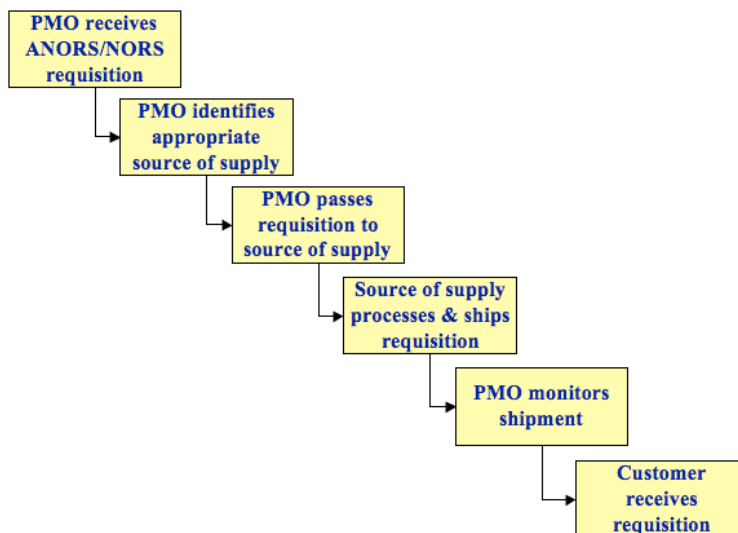 PMO receives
ANORS/NORS
requisition
PMO identifies
appropriate
source of supply
PMO passes
requisition to
source of supply
Source of supply
processes & ships
requisition
PMO monitors
shipment
Customer
receives
requisition